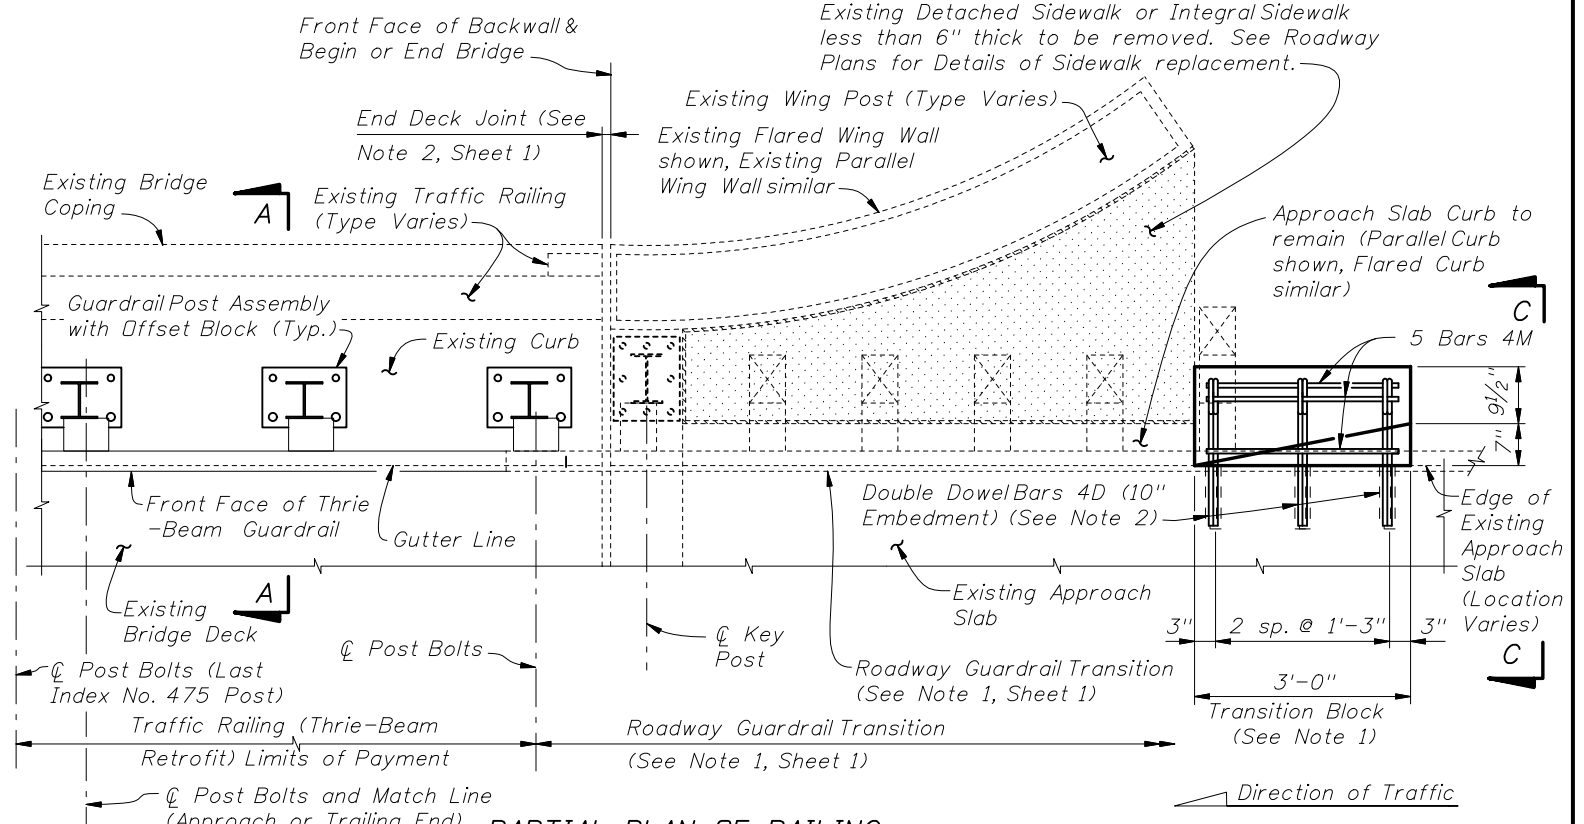 Front Face of Backwall &
Begin or End Bridge
Existing Detached Sidewalk or Integral Sidewalk
less than 6" thick to be removed. See Roadway
Plans for Details of Sidewalk replacement.
Existing Wing Post (Type Varies)
End Deck Joint (See
Note 2, Sheet 1)
Existing Flared Wing Wall
shown, Existing Parallel
Wing Wall similar
Existing Bridge
Coping
A
Existing Traffic Railing
(Type Varies)
Approach Slab Curb to
remain (Parallel Curb
shown, Flared Curb
similar)
C
Guardrail Post Assembly
with Offset Block (Typ.)
Existing Curb
5 Bars 4M
9½"
7"
Front Face of Thrie
-Beam Guardrail
Gutter Line
Double Dowel Bars 4D (10"
Embedment) (See Note 2)
Edge of
Existing
Approach
Slab
(Location
Varies)
A
Existing
Bridge Deck
Existing Approach
Slab
3"
2 sp. @ 1'-3"
3"
℄ Key
Post
℄ Post Bolts
C
℄ Post Bolts (Last
Index No. 475 Post)
Roadway Guardrail Transition
(See Note 1, Sheet 1)
3'-0"
Transition Block
(See Note 1)
Traffic Railing (Thrie-Beam
Retrofit) Limits of Payment
Roadway Guardrail Transition
(See Note 1, Sheet 1)
℄ Post Bolts and Match Line
(Approach or Trailing End)
Direction of Traffic
PARTIAL PLAN OF RAILING